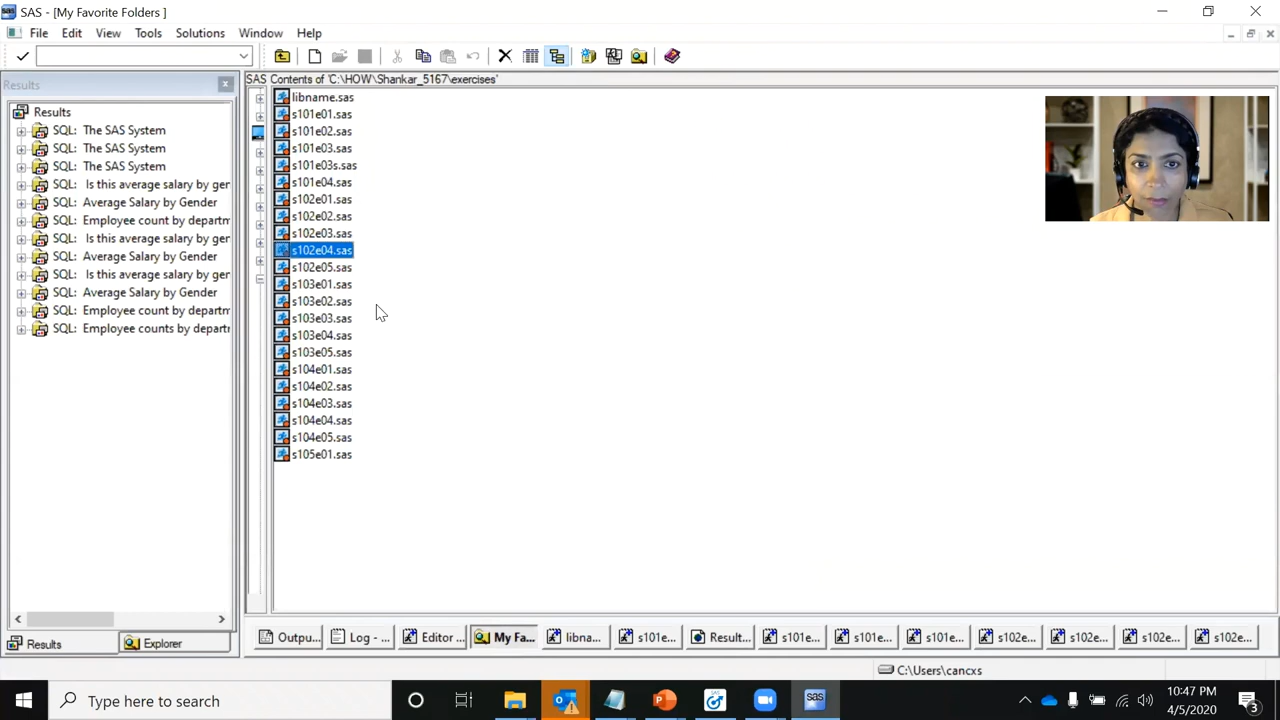 SAS - [My Favorite Folders ]
File Edit View Tools Solutions Window Help
Results
SAS Contents of 'C:\HOW\Shankar_5167\exercises'
Results
SQL: The SAS System
SQL: The SAS System
SQL: The SAS System
SQL: Is this average salary by ger
SQL: Average Salary by Gender
SQL: Employee count by departm
SQL: Is this average salary by ger
SQL: Average Salary by Gender
SQL: Is this average salary by ger
SQL: Average Salary by Gender
SQL: Employee count by departm
SQL: Employee counts by departm
libname.sas
s101e01.sas
s101e02.sas
s101e03.sas
s101e03s.sas
s101e04.sas
s102e01.sas
s102e02.sas
s102e03.sas
s102e04.sas
s102e05.sas
s103e01.sas
s103e02.sas
s103e03.sas
s103e04.sas
s103e05.sas
s104e01.sas
s104e02.sas
s104e03.sas
s104e04.sas
s104e05.sas
s105e01.sas
Results Explorer
Outpu... Log - ... Editor ... My Fa... libna... s101e... Result... s101e... s101e... s101e... s102e... s102e... s102e... s102e...
C:\Users\cancxs
Type here to search
sas
10:47 PM
4/5/2020
3